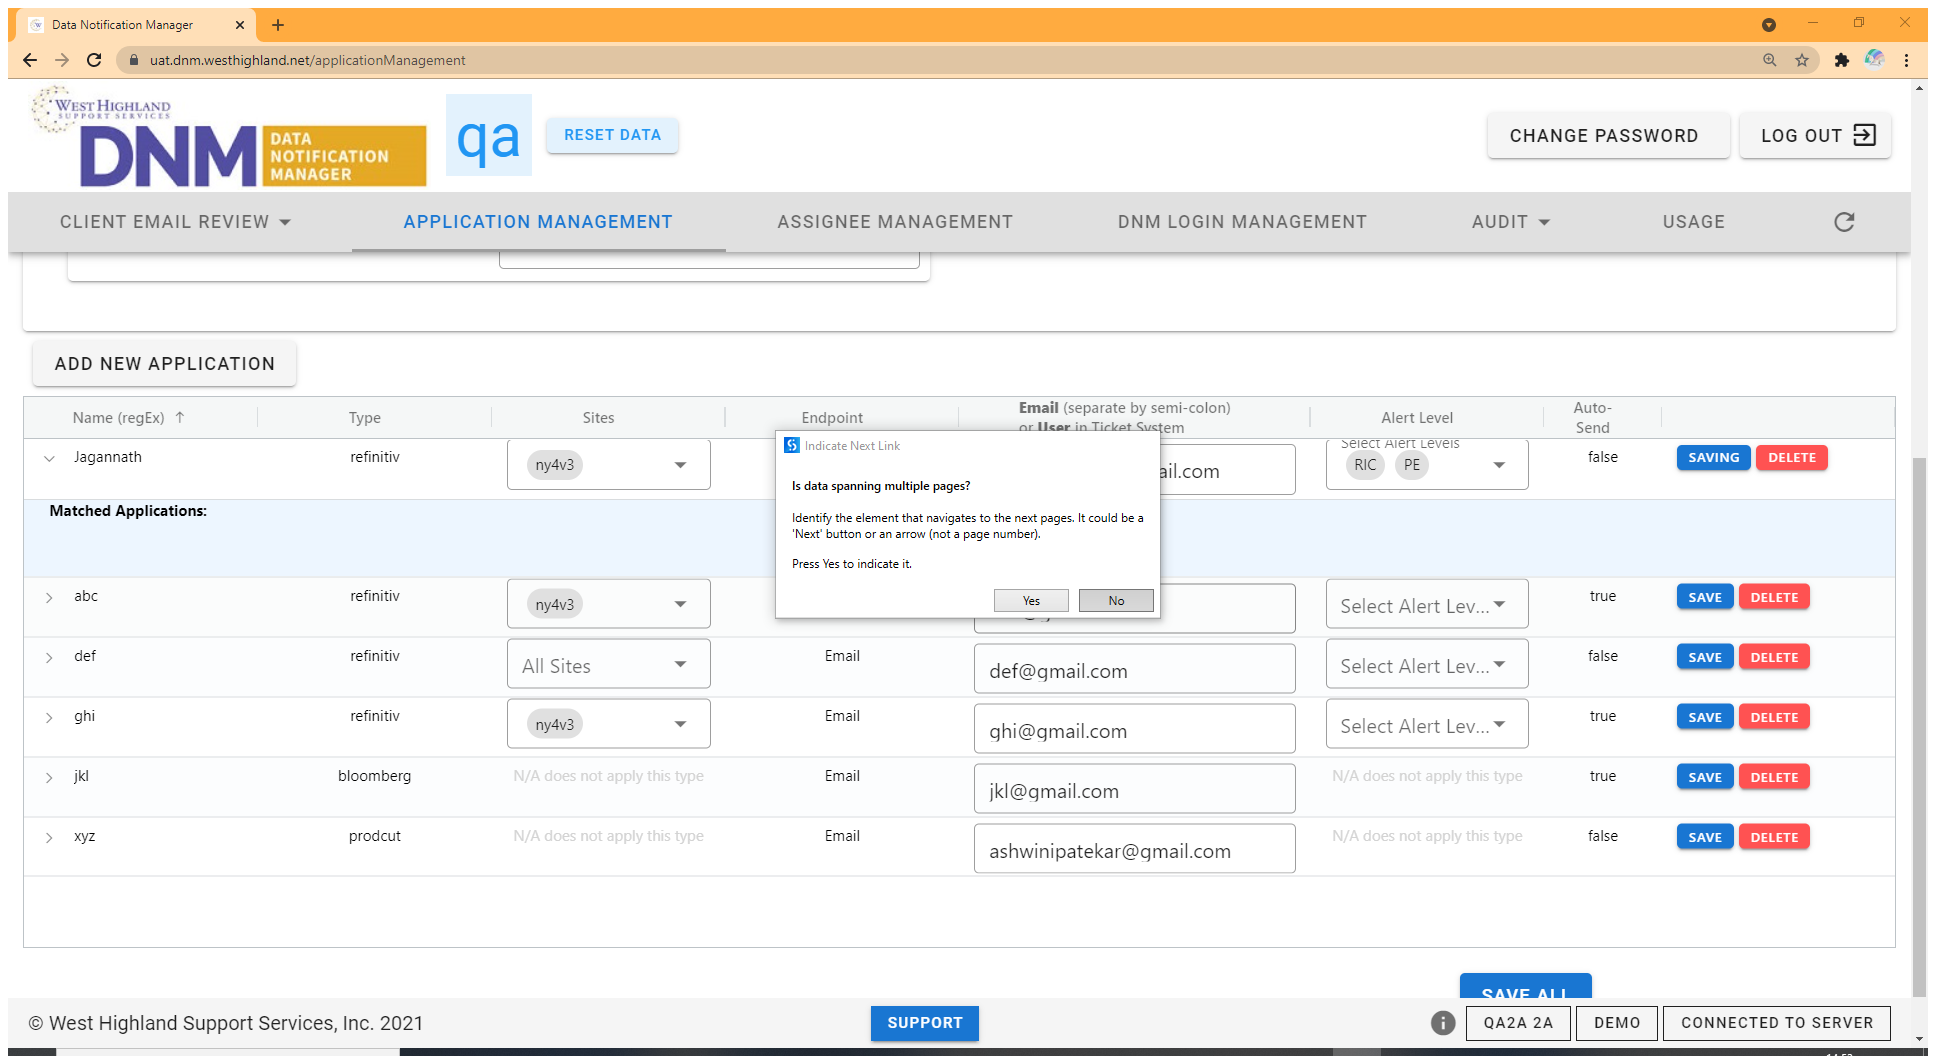 Data Notification Manager
uat.dnm.westhighland.net/applicationManagement
WEST HIGHLAND
SUPPORT SERVICES
DNM DATA NOTIFICATION MANAGER
qa
RESET DATA
CHANGE PASSWORD
LOG OUT
CLIENT EMAIL REVIEW
APPLICATION MANAGEMENT
ASSIGNEE MANAGEMENT
DNM LOGIN MANAGEMENT
AUDIT
USAGE
ADD NEW APPLICATION
Name (regEx) ↑
Type
Sites
Endpoint
Email (separate by semi-colon)
or User in Ticket System
Alert Level
Auto-
Send
Jagannath
refinitiv
ny4v3
ail.com
Select Alert Levels
RIC PE
false
SAVING
DELETE
Matched Applications:
Indicate Next Link
Is data spanning multiple pages?
Identify the element that navigates to the next pages. It could be a
'Next' button or an arrow (not a page number).
Press Yes to indicate it.
Yes
No
abc
refinitiv
ny4v3
Select Alert Lev...
true
SAVE
DELETE
def
refinitiv
All Sites
Email
def@gmail.com
Select Alert Lev...
false
SAVE
DELETE
ghi
refinitiv
ny4v3
Email
ghi@gmail.com
Select Alert Lev...
true
SAVE
DELETE
jkl
bloomberg
N/A does not apply this type
Email
jkl@gmail.com
N/A does not apply this type
true
SAVE
DELETE
xyz
prodcut
N/A does not apply this type
Email
ashwinipatekar@gmail.com
N/A does not apply this type
false
SAVE
DELETE
SAVE ALL
© West Highland Support Services, Inc. 2021
SUPPORT
QA2A 2A
DEMO
CONNECTED TO SERVER